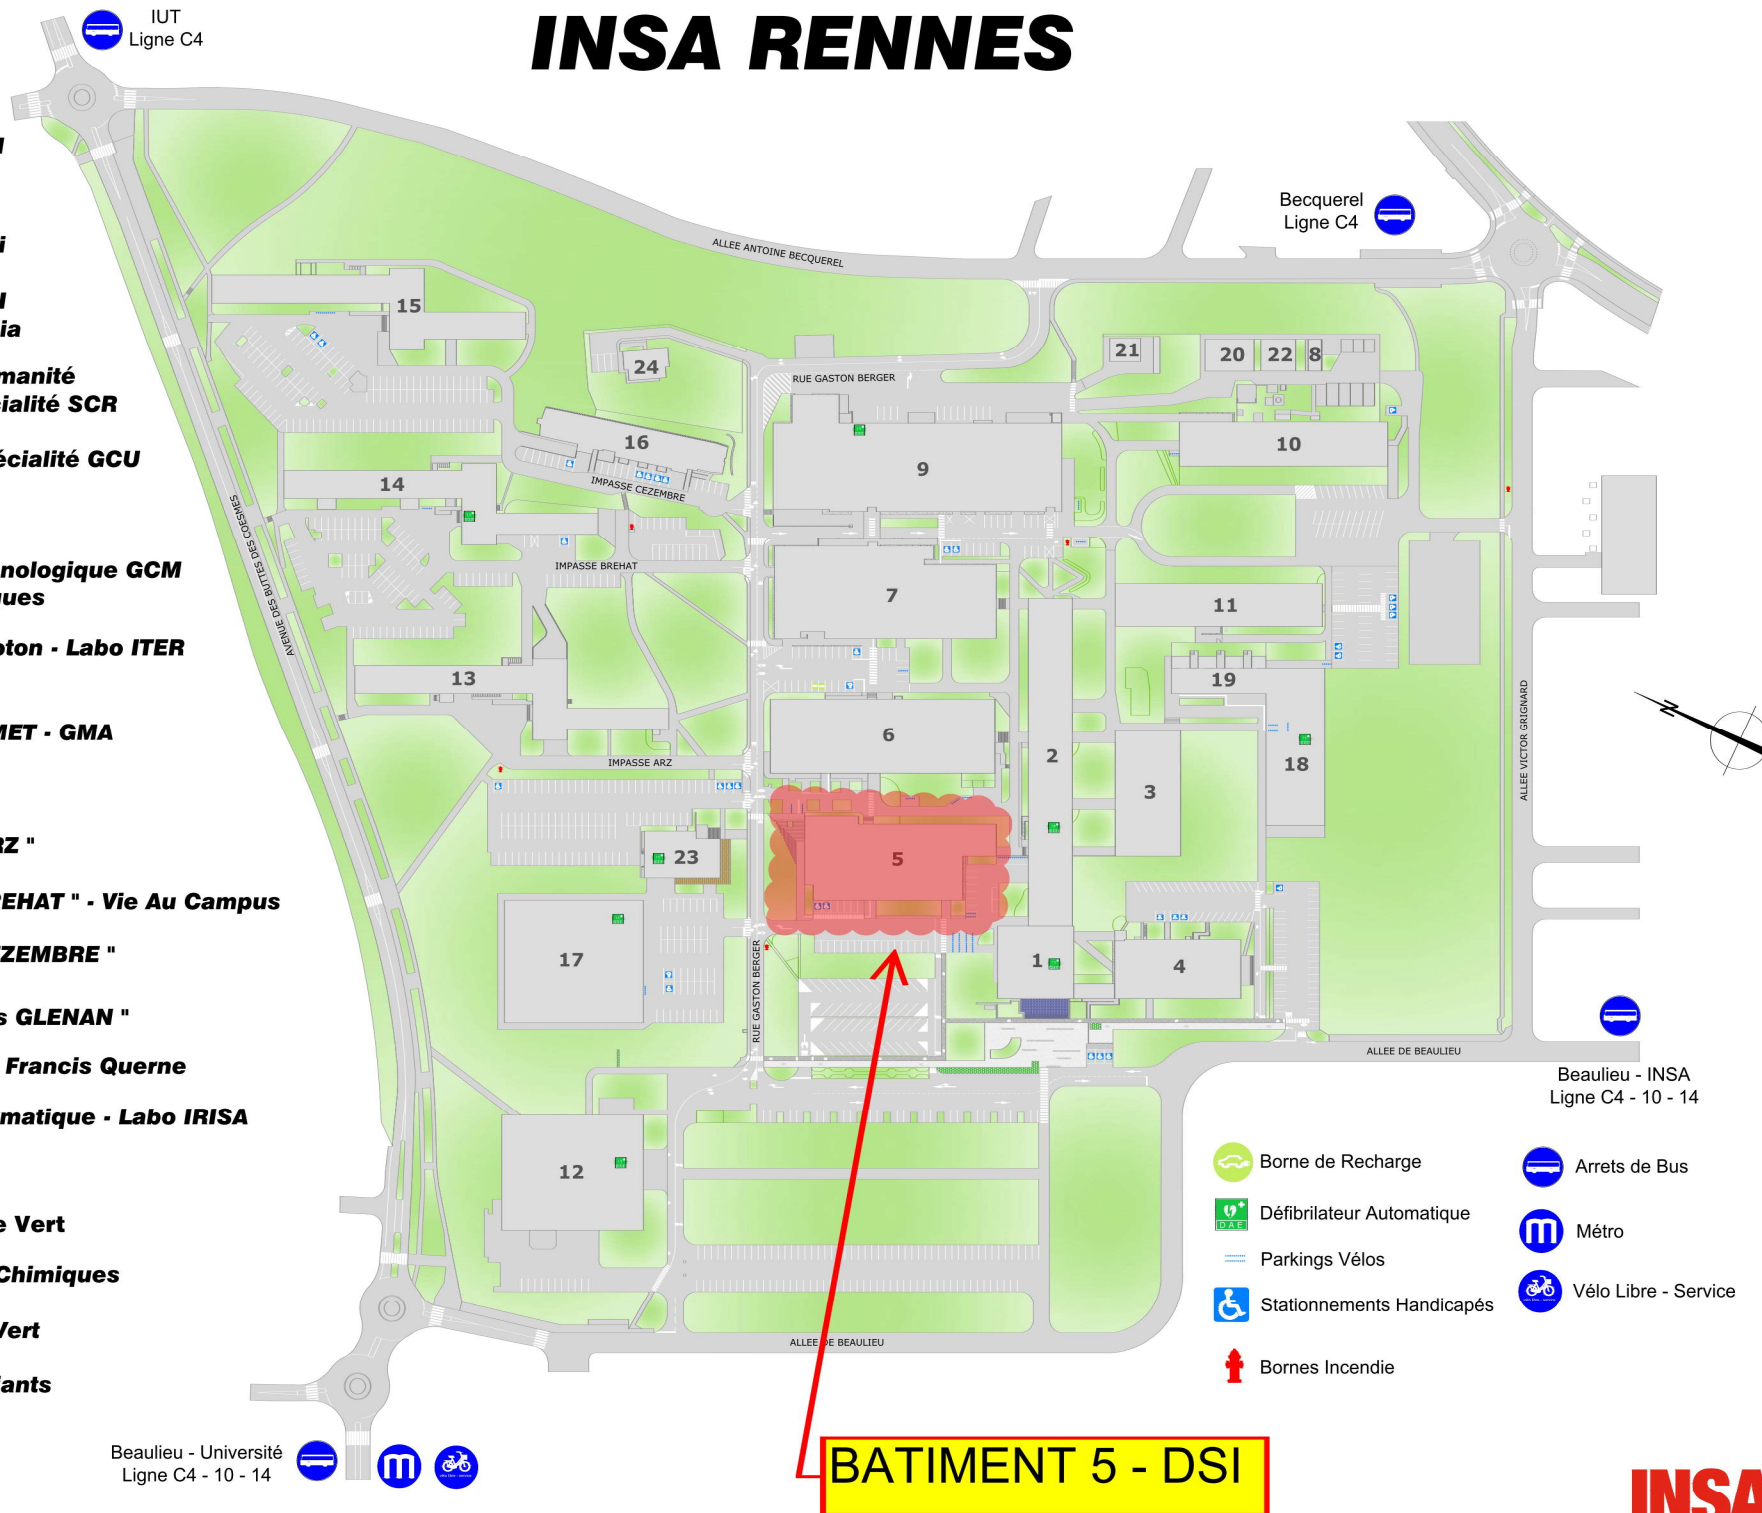 IUT
Ligne C4
INSA RENNES
Becquerel
Ligne C4
ALLEE ANTOINE BECQUEREL
15
24
21
20
22
8
RUE GASTON BERGER
manité
cialité SCR
16
9
10
écialité GCU
14
IMPASSE CEZEMBRE
AVENUE DES BUTTES DES COESMES
nologique GCM
ques
IMPASSE BREHAT
7
11
oton - Labo ITER
13
19
N
MET - GMA
6
2
18
ALLEE VICTOR GRIGNARD
IMPASSE ARZ
3
RZ "
23
5
REHAT " - Vie Au Campus
ZEMBRE "
17
RUE GASTON BERGER
1
4
s GLENAN "
Francis Querne
ALLEE DE BEAULIEU
Beaulieu - INSA
Ligne C4 - 10 - 14
matique - Labo IRISA
12
Borne de Recharge
Arrets de Bus
DAE
Défibrilateur Automatique
Métro
e Vert
Parkings Vélos
Chimiques
Stationnements Handicapés
Vélo Libre - Service
Vert
ALLEE DE BEAULIEU
Bornes Incendie
iants
Beaulieu - Université
Ligne C4 - 10 - 14
m
BATIMENT 5 - DSI
INSA